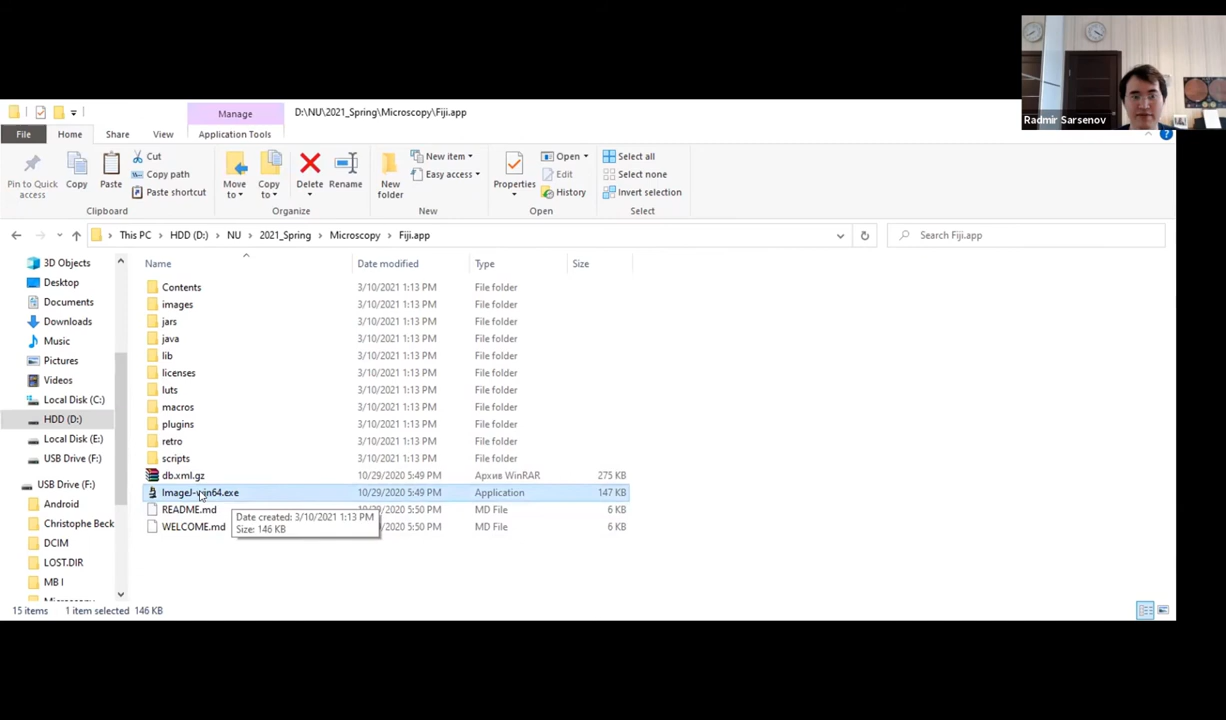 Radmir Sarsenov
Manage
D:\NU\2021_Spring\Microscopy\Fiji.app
File
Home
Share
View
Application Tools
Pin to Quick access
Copy
Paste
Cut
Copy path
Paste shortcut
Clipboard
Move to
Copy to
Delete
Rename
Organize
New folder
New item
Easy access
New
Properties
Open
Edit
History
Open
Select all
Select none
Invert selection
Select
This PC > HDD (D:) > NU > 2021_Spring > Microscopy > Fiji.app
Search Fiji.app
3D Objects
Desktop
Documents
Downloads
Music
Pictures
Videos
Local Disk (C:)
HDD (D:)
Local Disk (E:)
USB Drive (F:)
USB Drive (F:)
Android
Christophe Beck
DCIM
LOST.DIR
MB I
Name Date modified Type Size
Contents 3/10/2021 1:13 PM File folder
images 3/10/2021 1:13 PM File folder
jars 3/10/2021 1:13 PM File folder
java 3/10/2021 1:13 PM File folder
lib 3/10/2021 1:13 PM File folder
licenses 3/10/2021 1:13 PM File folder
luts 3/10/2021 1:13 PM File folder
macros 3/10/2021 1:13 PM File folder
plugins 3/10/2021 1:13 PM File folder
retro 3/10/2021 1:13 PM File folder
scripts 3/10/2021 1:13 PM File folder
db.xml.gz 10/29/2020 5:49 PM Архив WinRAR 275 KB
ImageJ-win64.exe 10/29/2020 5:49 PM Application 147 KB
README.md /2020 5:50 PM MD File 6 KB
WELCOME.md /2020 5:50 PM MD File 6 KB
Date created: 3/10/2021 1:13 PM
Size: 146 KB
15 items 1 item selected 146 KB